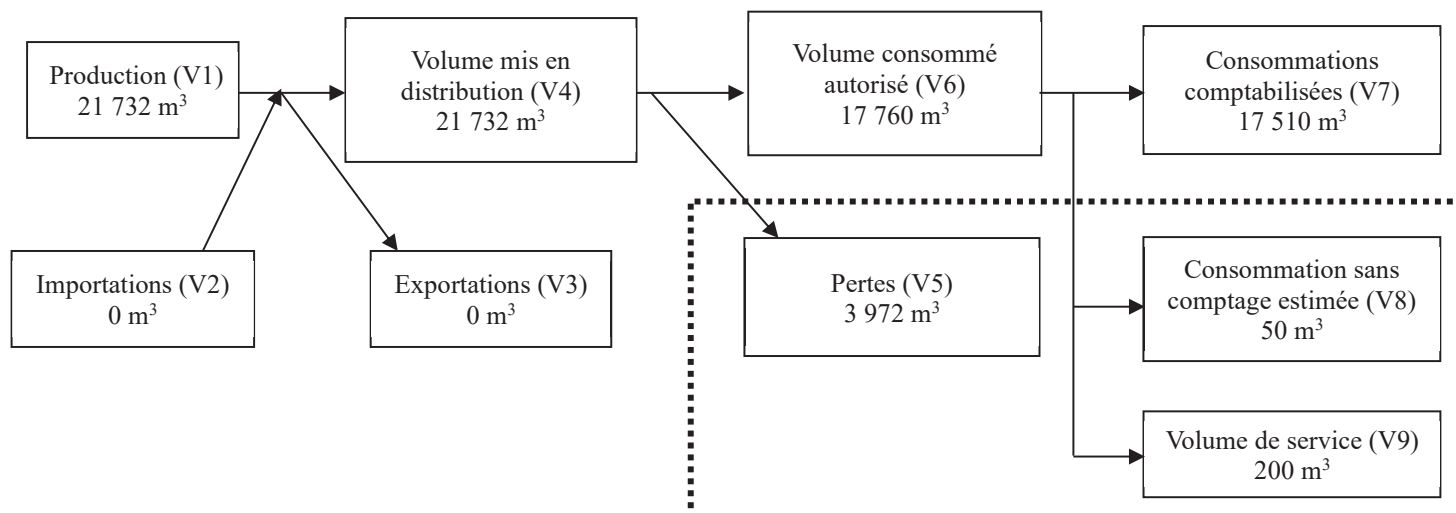 Production (V1)
21 732 m³
Volume mis en
distribution (V4)
21 732 m³
Volume consommé
autorisé (V6)
17 760 m³
Consommations
comptabilisées (V7)
17 510 m³
Importations (V2)
0 m³
Exportations (V3)
0 m³
Pertes (V5)
3 972 m³
Consommation sans
comptage estimée (V8)
50 m³
Volume de service (V9)
200 m³